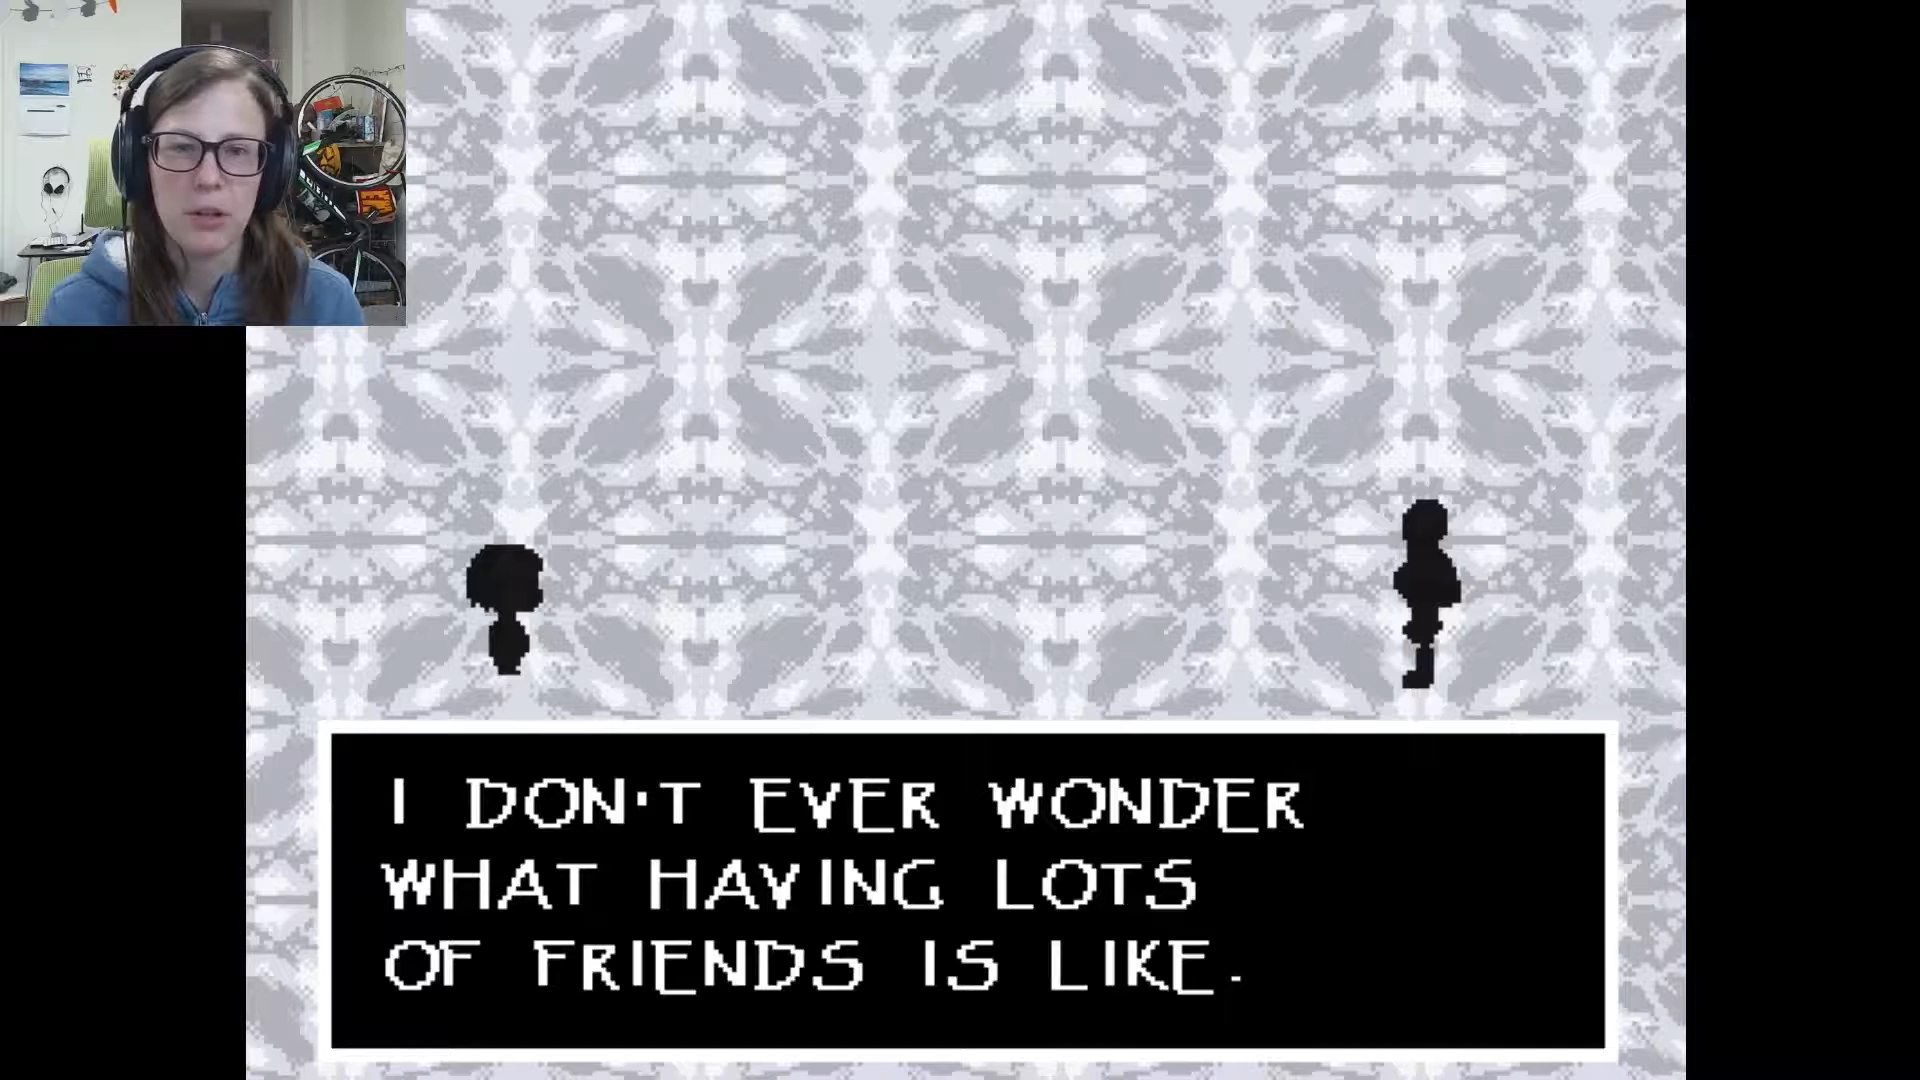 I DON'T EVER WONDER
WHAT HAVING LOTS
OF FRIENDS IS LIKE.